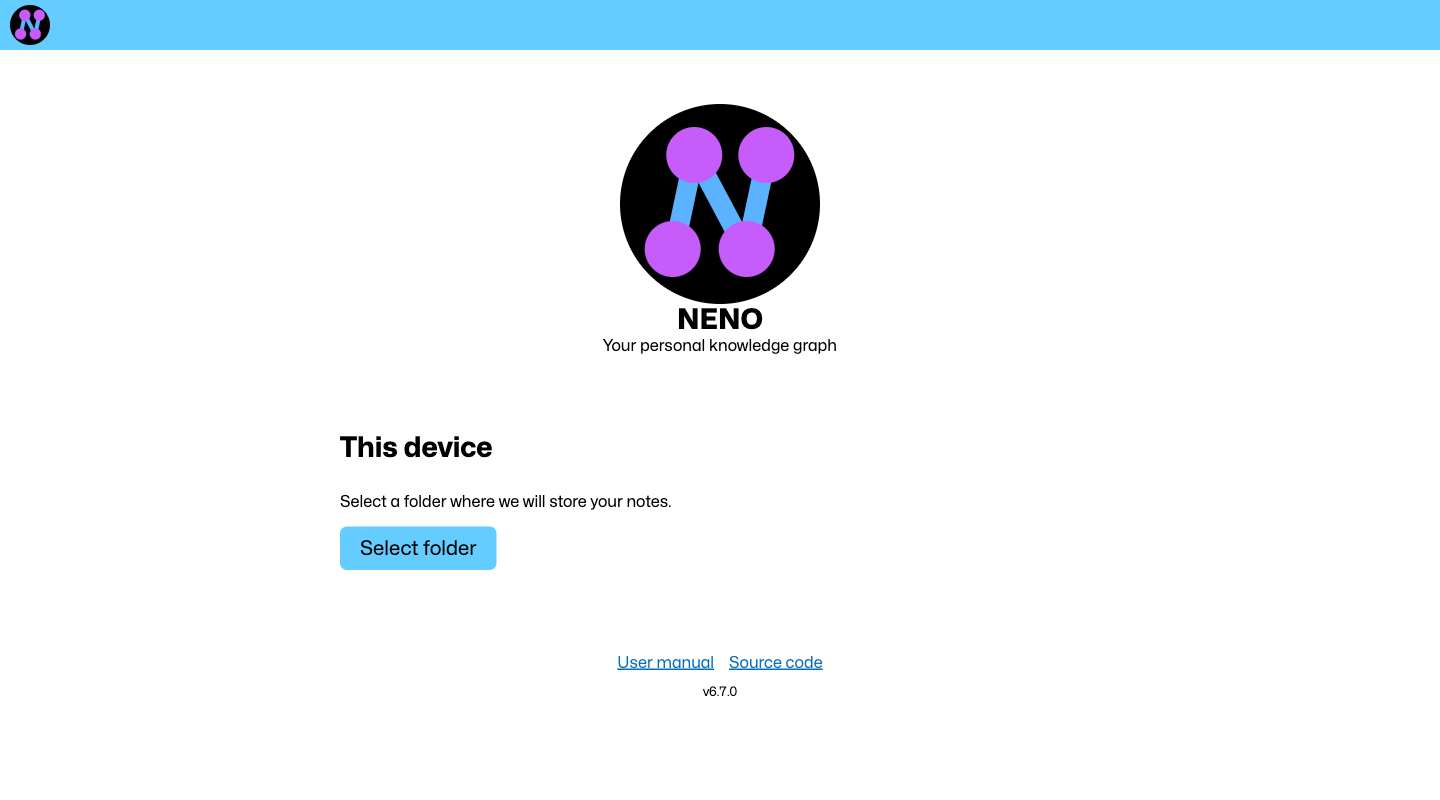 NENO
Your personal knowledge graph
This device
Select a folder where we will store your notes.
Select folder
User manual Source code
v6.7.0